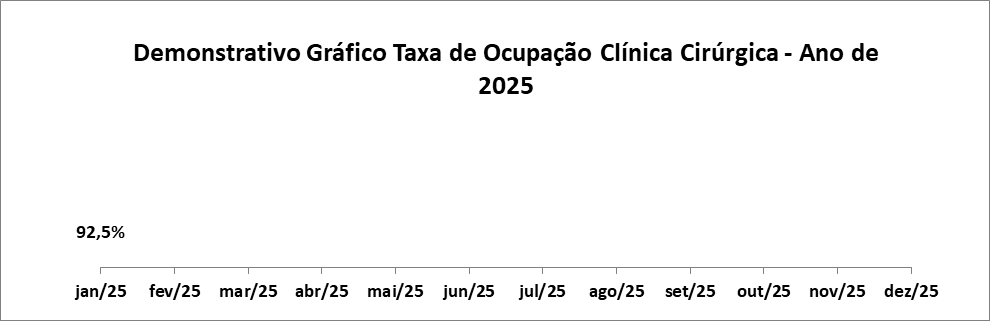 Demonstrativo Gráfico Taxa de Ocupação Clínica Cirúrgica - Ano de
2025
92,5%
jan/25 fev/25 mar/25 abr/25 mai/25 jun/25 jul/25 ago/25 set/25 out/25 nov/25 dez/25